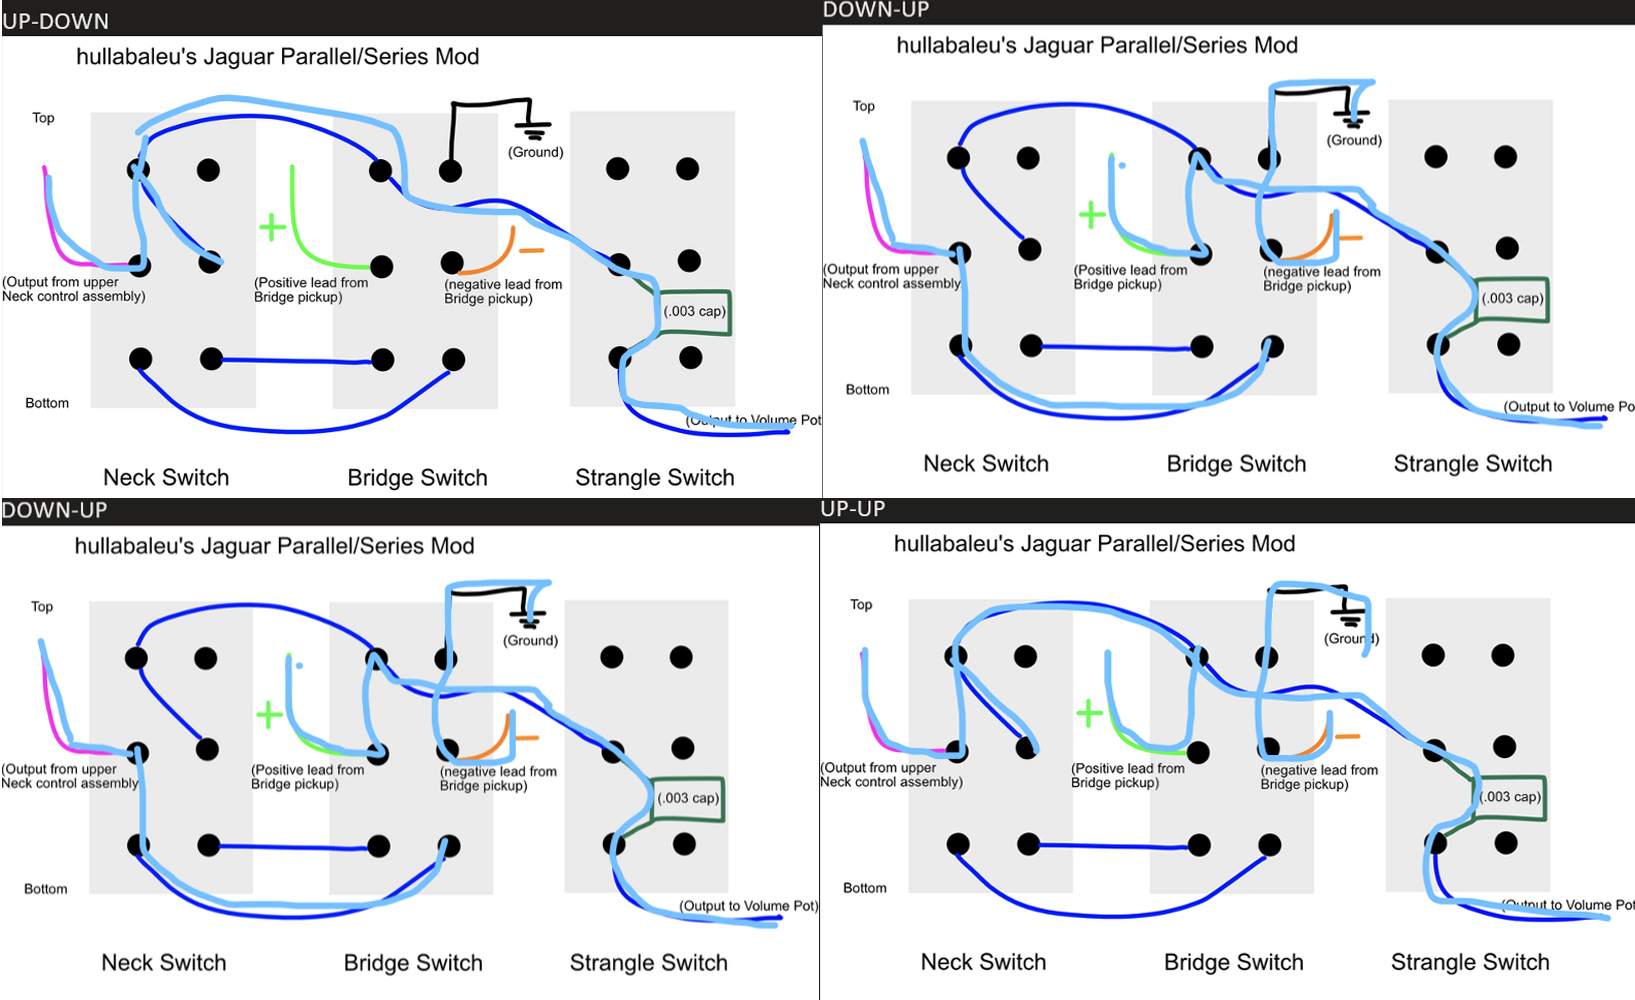 UP-DOWN
hullabaleu's Jaguar Parallel/Series Mod
Top
(Ground)
+
−
(Output from upper
Neck control assembly)
(Positive lead from
Bridge pickup)
(negative lead from
Bridge pickup)
(.003 cap)
Bottom
(Output to Volume Pot
Neck Switch
Bridge Switch
Strangle Switch
DOWN-UP
hullabaleu's Jaguar Parallel/Series Mod
Top
(Ground)
+
−
(Output from upper
Neck control assembly)
(Positive lead from
Bridge pickup)
(negative lead from
Bridge pickup)
(.003 cap)
Bottom
(Output to Volume Po
Neck Switch
Bridge Switch
Strangle Switch
DOWN-UP
hullabaleu's Jaguar Parallel/Series Mod
Top
(Ground)
+
−
(Output from upper
Neck control assembly)
(Positive lead from
Bridge pickup)
(negative lead from
Bridge pickup)
(.003 cap)
Bottom
(Output to Volume Pot)
Neck Switch
Bridge Switch
Strangle Switch
UP-UP
hullabaleu's Jaguar Parallel/Series Mod
Top
(Ground)
+
−
(Output from upper
Neck control assembly)
(Positive lead from
Bridge pickup)
(negative lead from
Bridge pickup)
(.003 cap)
Bottom
(Output to Volume Pot
Neck Switch
Bridge Switch
Strangle Switch